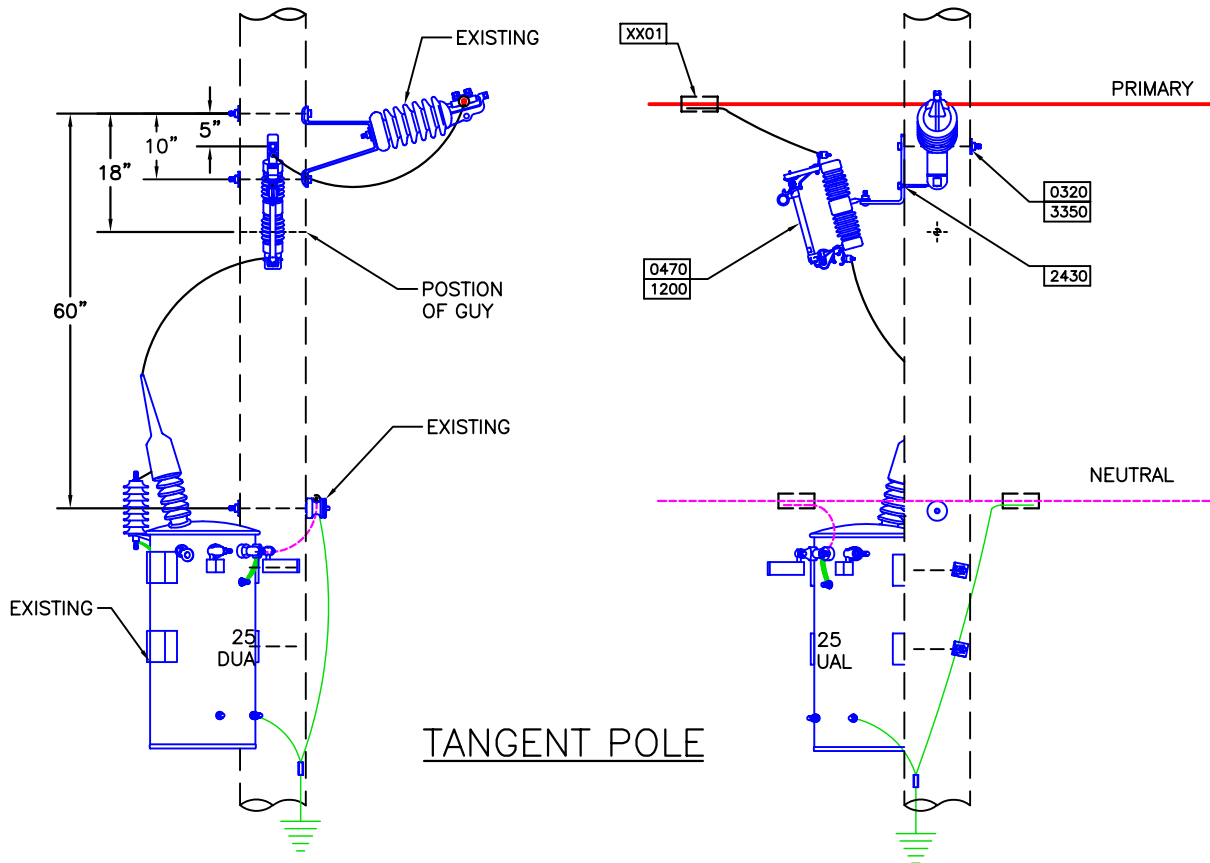 EXISTING
XX01
PRIMARY
5”
10”
18”
0320
3350
0470
1200
2430
POSTION
OF GUY
60”
EXISTING
NEUTRAL
EXISTING
25
DUA
25
UAL
TANGENT POLE